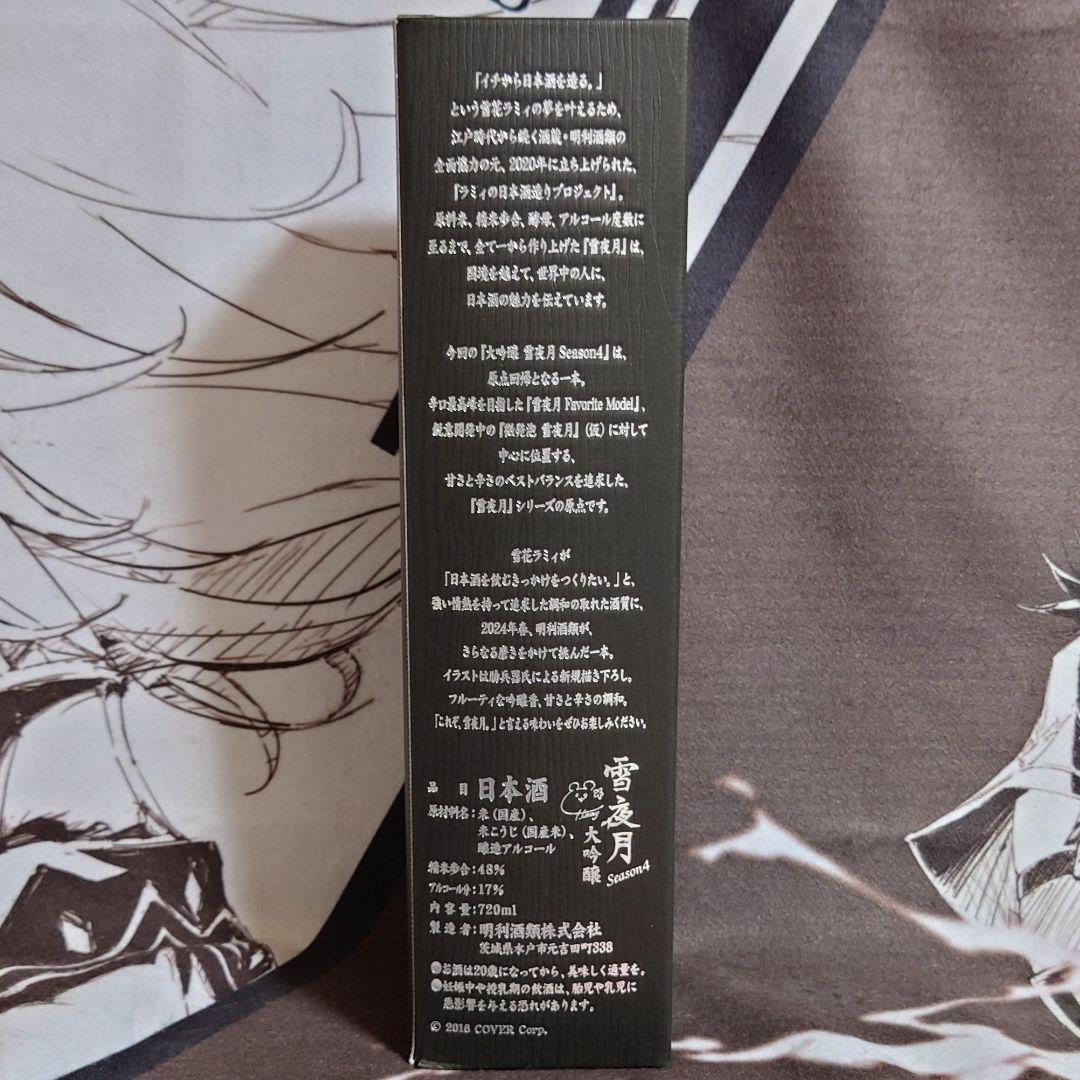 「イチから日本酒を造る。」
という雪花ラミィの夢を叶えるため、
江戸時代から続く酒蔵・明利酒類の
全面協力の元、2020年に立ち上げられた、
『ラミィの日本酒造りプロジェクト』。
原料米、精米歩合、酵母、アルコール度数に
至るまで、全て一から作り上げた『雪夜月』は、
国境を越えて、世界中の人に、
日本酒の魅力を伝えています。
今回の『大吟醸 雪夜月 Season4』は、
原点回帰となる一本。
辛口最高峰を目指した『雪夜月 Favorite Model』、
鋭意開発中の『微発泡 雪夜月』(仮)に対して
中心に位置する、
甘さと辛さのベストバランスを追求した、
『雪夜月』シリーズの原点です。
雪花ラミィが
「日本酒を飲むきっかけをつくりたい。」と、
強い情熱を持って追求した調和の取れた酒質に、
2024年春、明利酒類が、
さらなる磨きをかけて挑んだ一本。
イラストは助兵器氏による新規描き下ろし。
フルーティな吟醸香、甘さと辛さの調和。
「これぞ、雪夜月。」と言える味わいをぜひお楽しみください。
雪夜月
大吟醸
Season4
品目 日本酒
原材料名:米(国産)、
米こうじ(国産米)、
醸造アルコール
精米歩合:48%
アルコール分:17%
内容量:720ml
製造者:明利酒類株式会社
茨城県水戸市元吉田町338
お酒は20歳になってから、美味しく適量を。
妊娠中や授乳期の飲酒は、胎児や乳児に
悪影響を与える恐れがあります。
© 2016 COVER Corp.